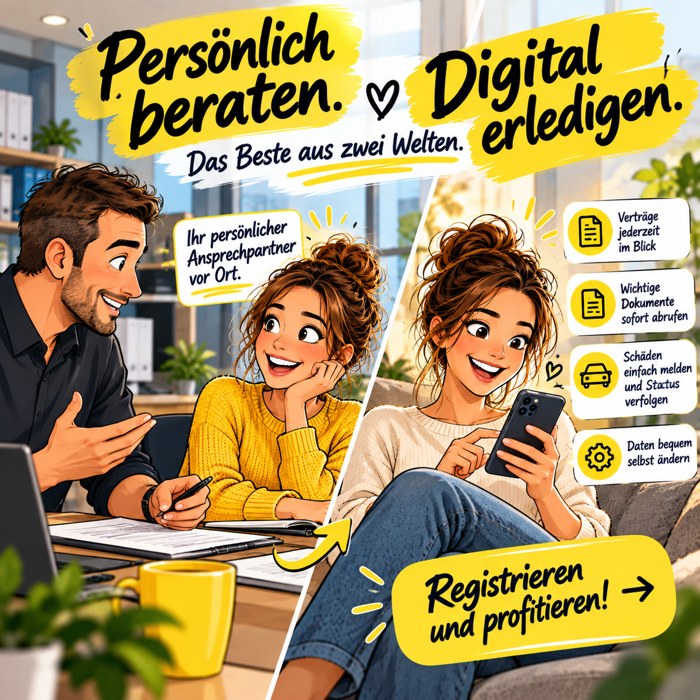 Persönlich
beraten.
Digital
erledigen.
Das Beste aus zwei Welten.
Ihr persönlicher
Ansprechpartner
vor Ort.
Verträge
jederzeit
im Blick
Wichtige
Dokumente
sofort abrufen
Schäden
einfach melden
und Status
verfolgen
Daten bequem
selbst ändern
Registrieren
und profitieren!